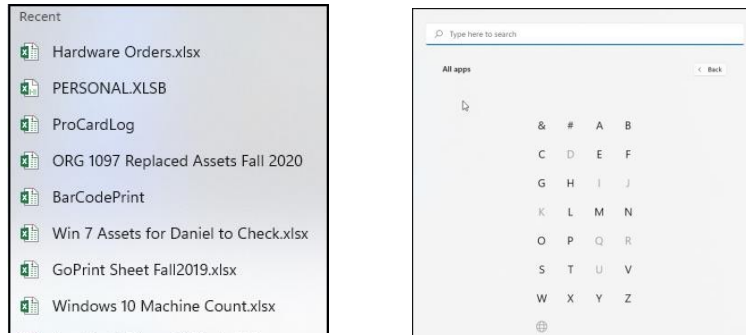 Recent
Hardware Orders.xlsx
PERSONAL.XLSB
ProCardLog
ORG 1097 Replaced Assets Fall 2020
BarCodePrint
Win 7 Assets for Daniel to Check.xlsx
GoPrint Sheet Fall2019.xlsx
Windows 10 Machine Count.xlsx
Type here to search
All apps
< Back
& # A B
C D E F
G H I J
K L M N
O P Q R
S T U V
W X Y Z